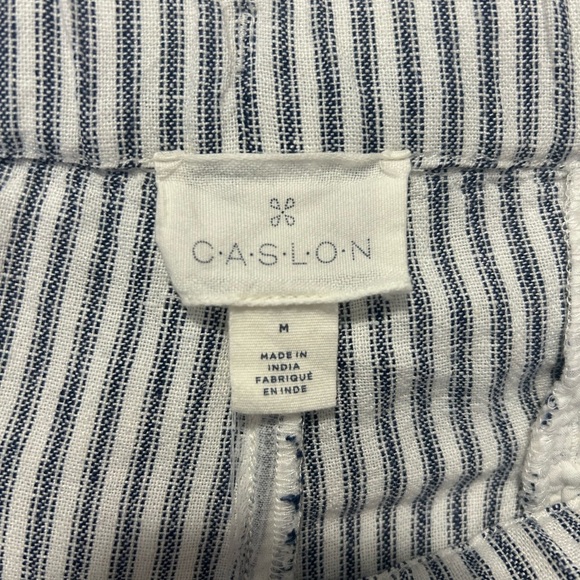 C·A·S·L·O·N
M
MADE IN
INDIA
FABRIQUÉ
EN INDE